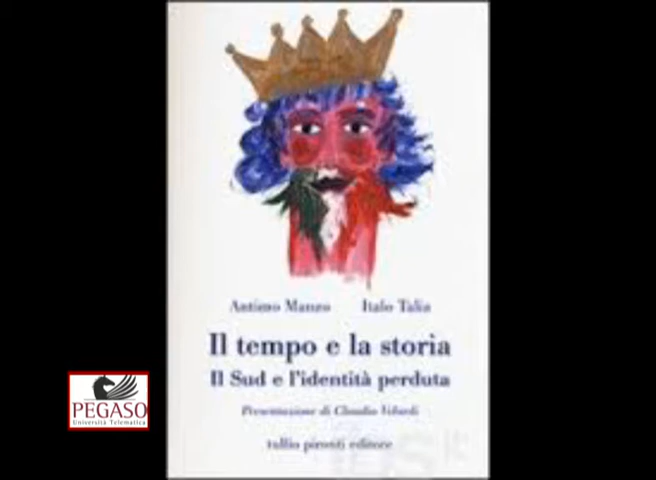 Antimo Manzo Italo Talia
Il tempo e la storia
Il Sud e l'identità perduta
Presentazione di Claudio Velardi
tullio pironti editore
PEGASO
Università Telematica